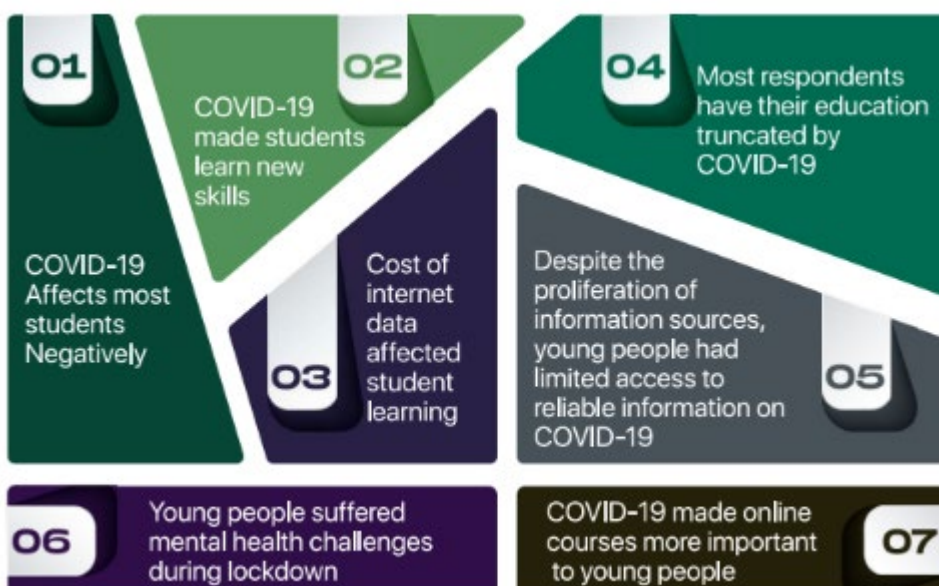 01
COVID-19
Affects most
students
Negatively
02
COVID-19
made students
learn new
skills
03
Cost of
internet
data
affected
student
learning
04
Most respondents
have their education
truncated by
COVID-19
05
Despite the
proliferation of
information sources,
young people had
limited access to
reliable information on
COVID-19
06
Young people suffered
mental health challenges
during lockdown
07
COVID-19 made online
courses more important
to young people